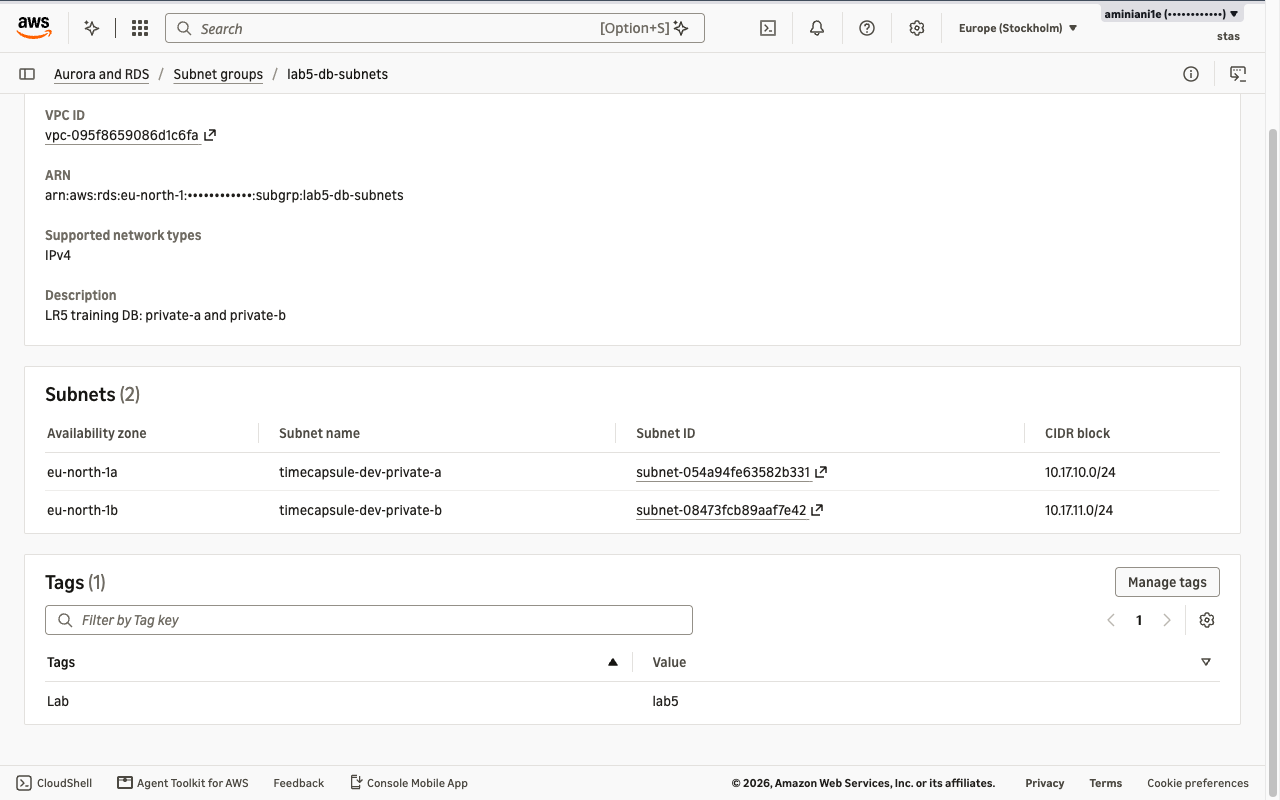 aws
Search
[Option+S]
Europe (Stockholm)
aminiani1e (••••••••••••)
stas
Aurora and RDS / Subnet groups / lab5-db-subnets
VPC ID
vpc-095f8659086d1c6fa
ARN
arn:aws:rds:eu-north-1:••••••••••••:subgrp:lab5-db-subnets
Supported network types
IPv4
Description
LR5 training DB: private-a and private-b
Subnets (2)
Availability zone Subnet name Subnet ID CIDR block
eu-north-1a timecapsule-dev-private-a subnet-054a94fe63582b331 10.17.10.0/24
eu-north-1b timecapsule-dev-private-b subnet-08473fcb89aaf7e42 10.17.11.0/24
Tags (1)
Manage tags
Filter by Tag key
1
Tags Value
Lab lab5
CloudShell Agent Toolkit for AWS Feedback Console Mobile App © 2026, Amazon Web Services, Inc. or its affiliates. Privacy Terms Cookie preferences